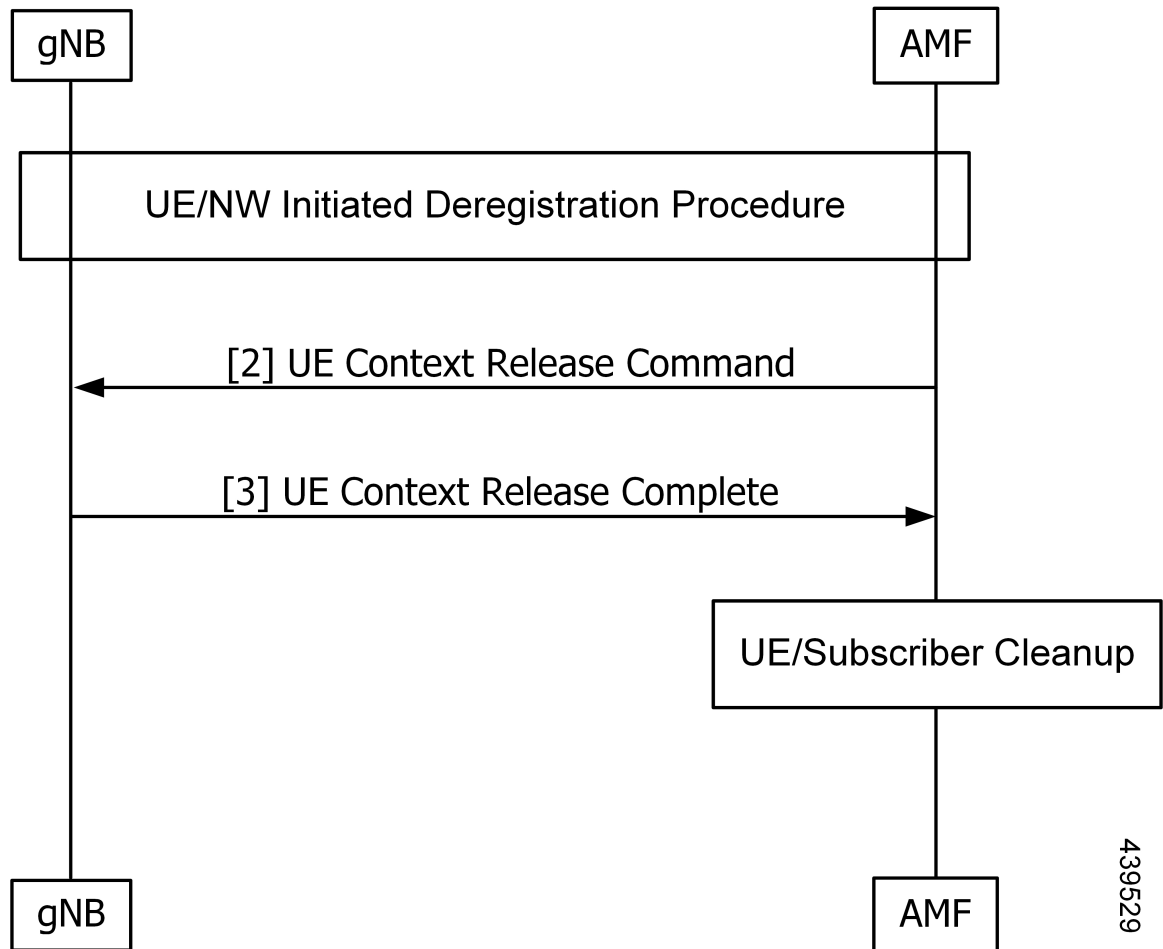 gNB
AMF
UE/NW Initiated Deregistration Procedure
[2] UE Context Release Command
[3] UE Context Release Complete
UE/Subscriber Cleanup
439529
gNB
AMF